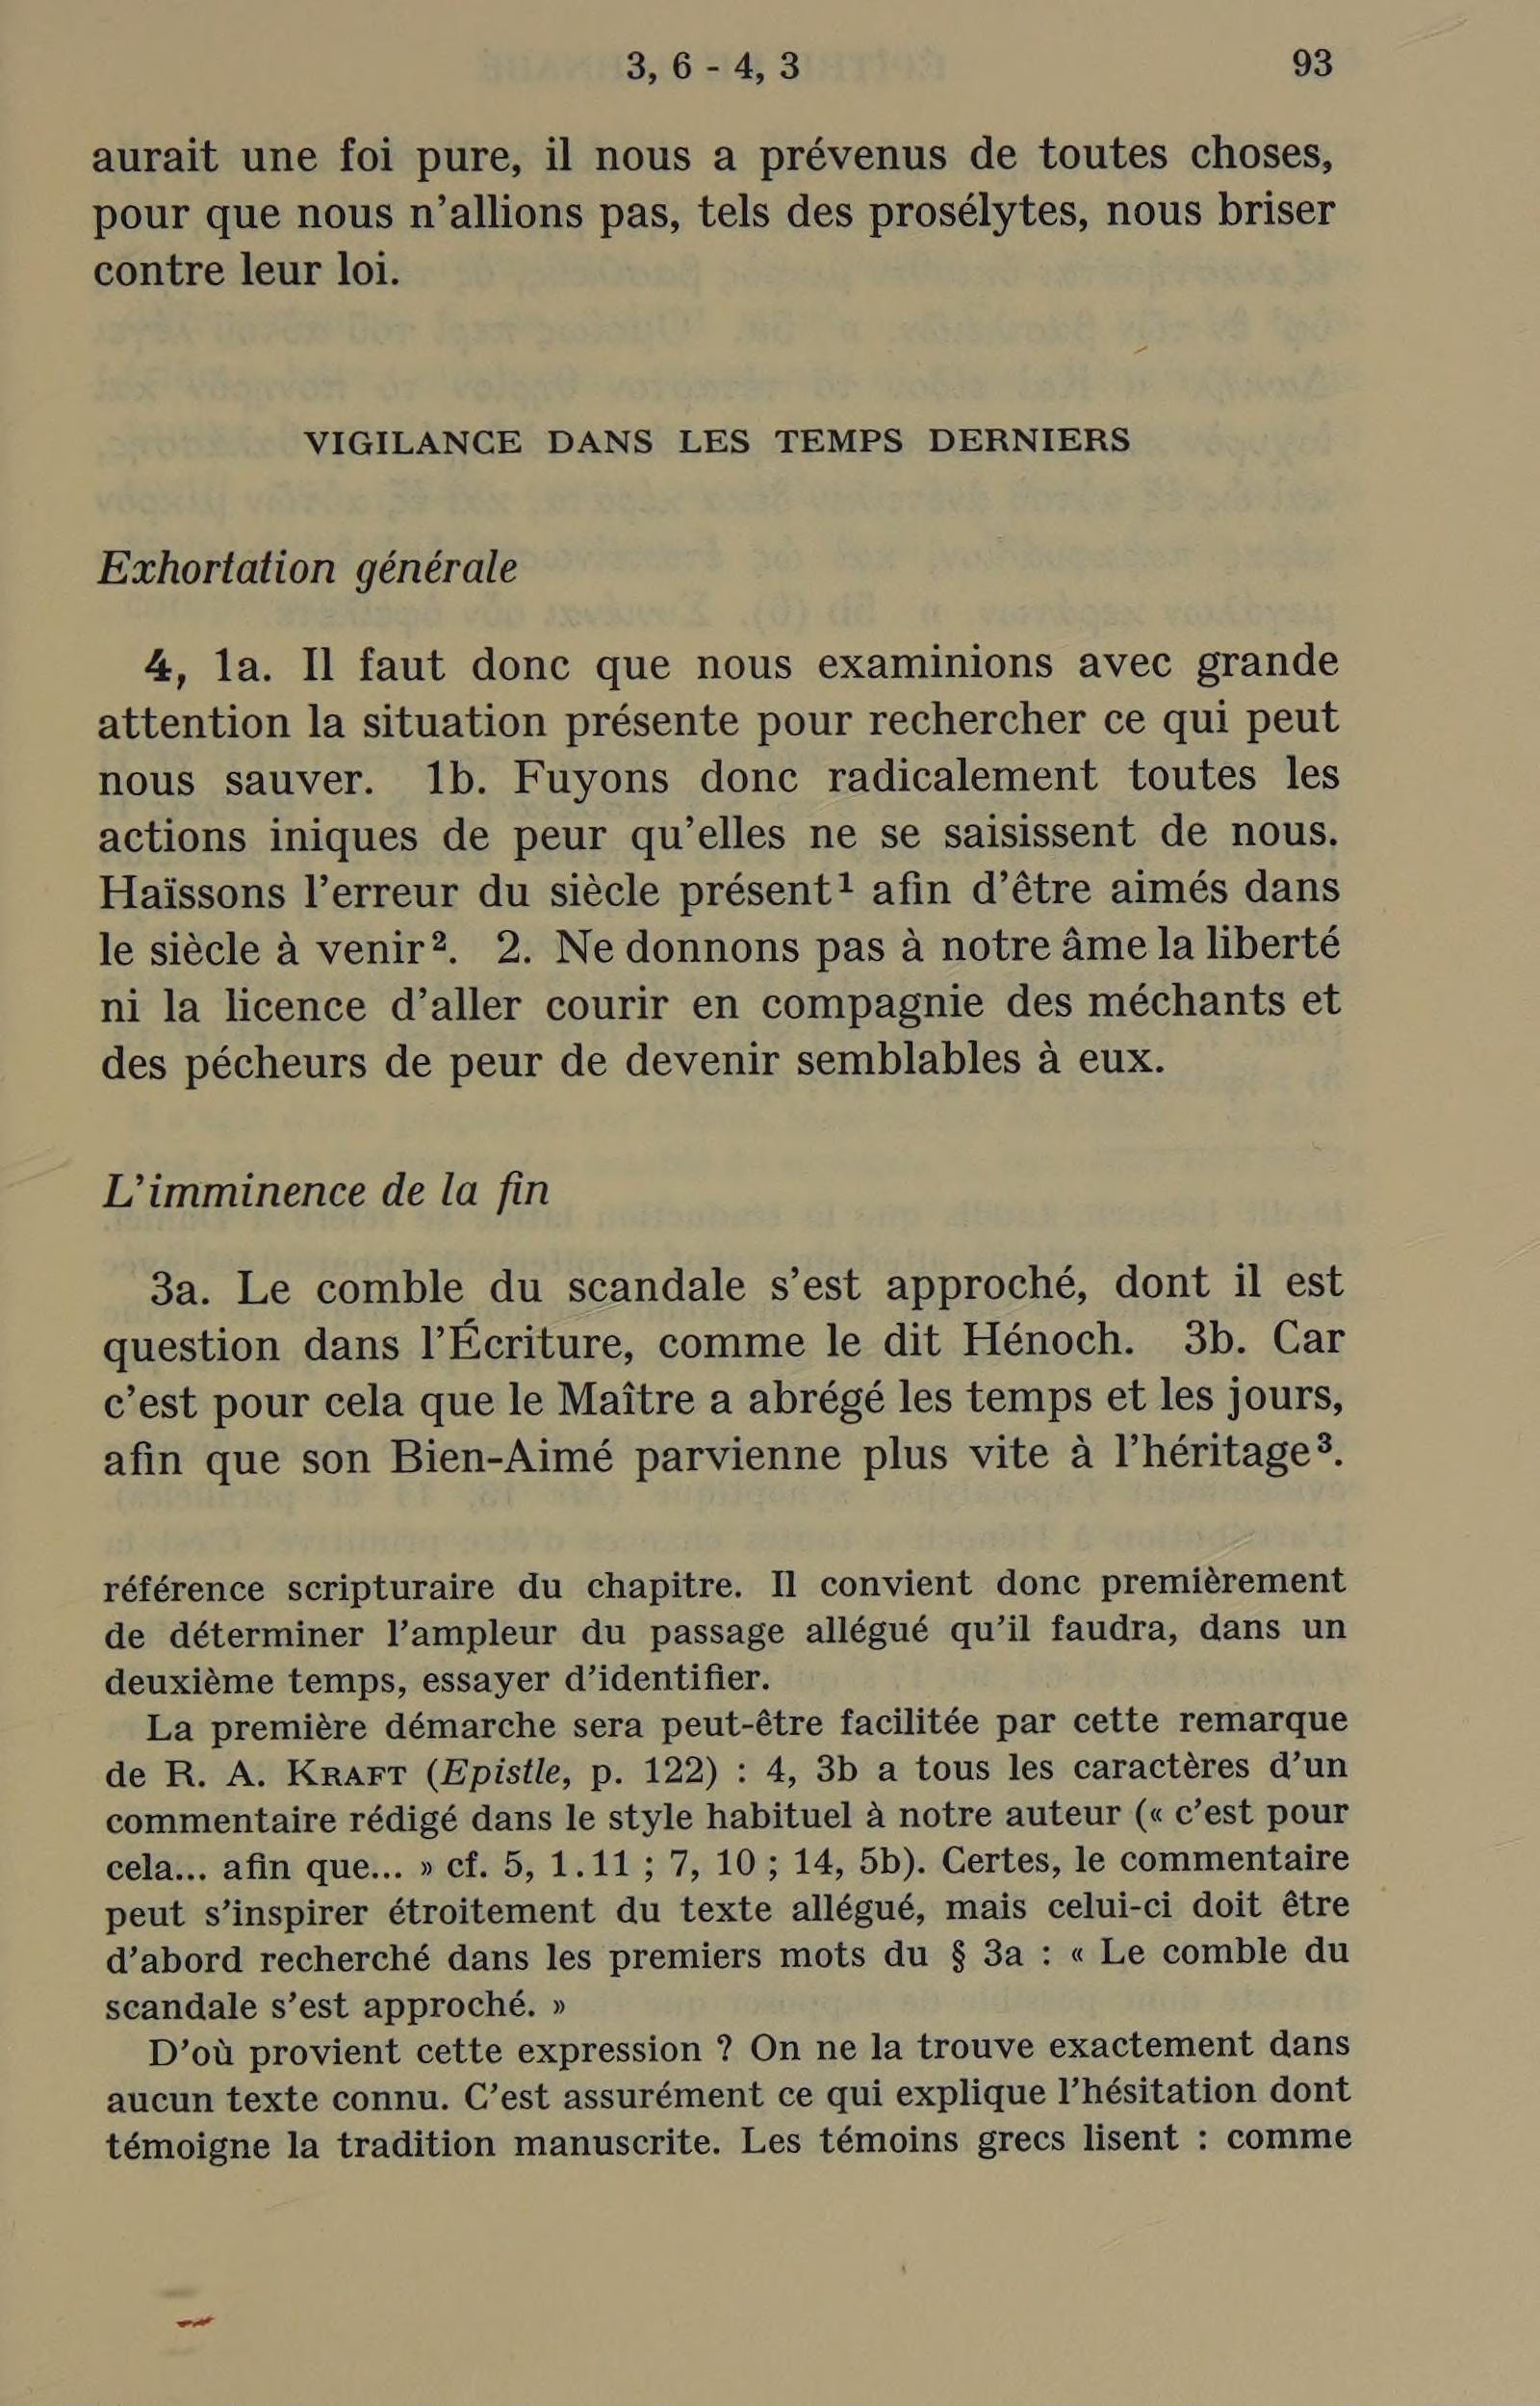 3, 6 - 4, 3 93
aurait une foi pure, il nous a prévenus de toutes choses,
pour que nous n’allions pas, tels des prosélytes, nous briser
contre leur loi.
VIGILANCE DANS LES TEMPS DERNIERS
Exhortation générale
4, 1a. Il faut donc que nous examinions avec grande
attention la situation présente pour rechercher ce qui peut
nous sauver. 1b. Fuyons donc radicalement toutes les
actions iniques de peur qu’elles ne se saisissent de nous.
Haïssons l’erreur du siècle présent¹ afin d’être aimés dans
le siècle à venir². 2. Ne donnons pas à notre âme la liberté
ni la licence d’aller courir en compagnie des méchants et
des pécheurs de peur de devenir semblables à eux.
L’imminence de la fin
3a. Le comble du scandale s’est approché, dont il est
question dans l’Écriture, comme le dit Hénoch. 3b. Car
c’est pour cela que le Maître a abrégé les temps et les jours,
afin que son Bien-Aimé parvienne plus vite à l’héritage³.
référence scripturaire du chapitre. Il convient donc premièrement
de déterminer l’ampleur du passage allégué qu’il faudra, dans un
deuxième temps, essayer d’identifier.
La première démarche sera peut-être facilitée par cette remarque
de R. A. KRAFT (Epistle, p. 122) : 4, 3b a tous les caractères d’un
commentaire rédigé dans le style habituel à notre auteur (« c’est pour
cela... afin que... » cf. 5, 1.11 ; 7, 10 ; 14, 5b). Certes, le commentaire
peut s’inspirer étroitement du texte allégué, mais celui-ci doit être
d’abord recherché dans les premiers mots du § 3a : « Le comble du
scandale s’est approché. »
D’où provient cette expression ? On ne la trouve exactement dans
aucun texte connu. C’est assurément ce qui explique l’hésitation dont
témoigne la tradition manuscrite. Les témoins grecs lisent : comme